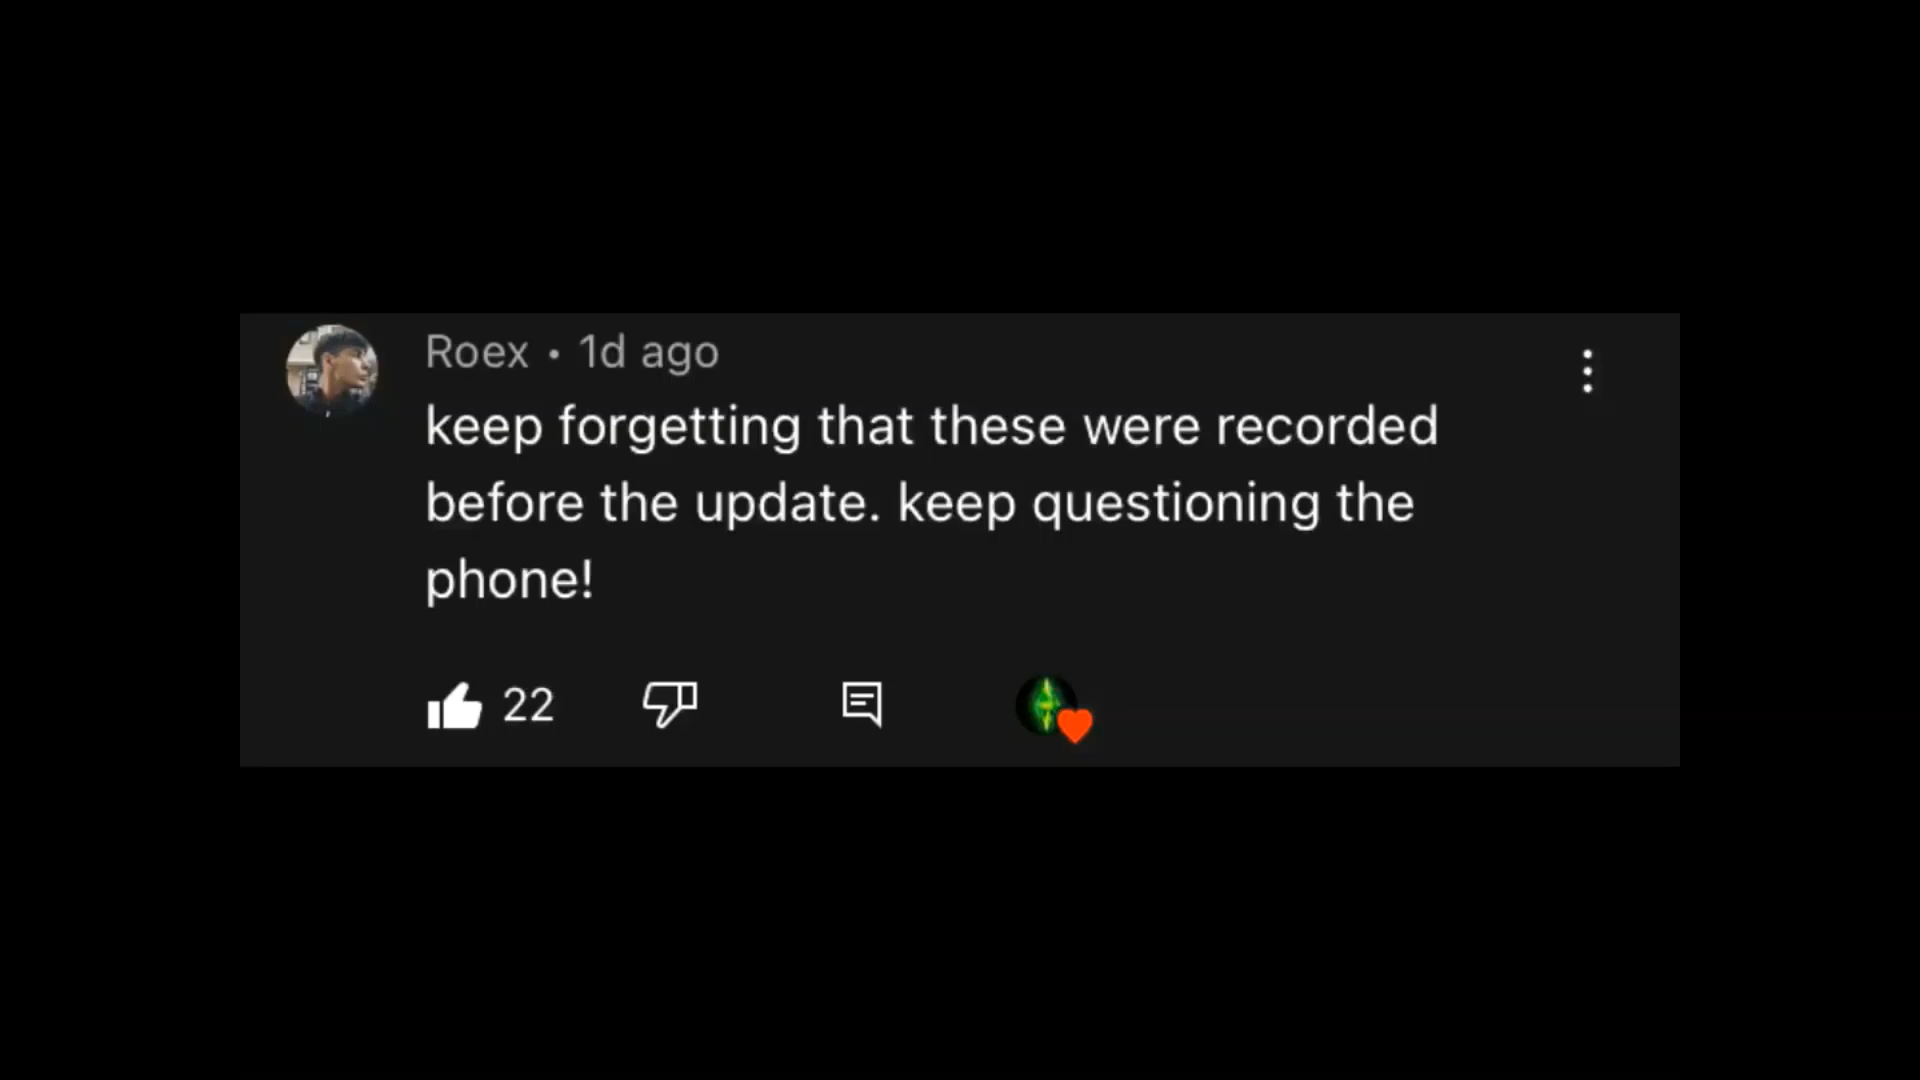 Roex • 1d ago
keep forgetting that these were recorded
before the update. keep questioning the
phone!
22